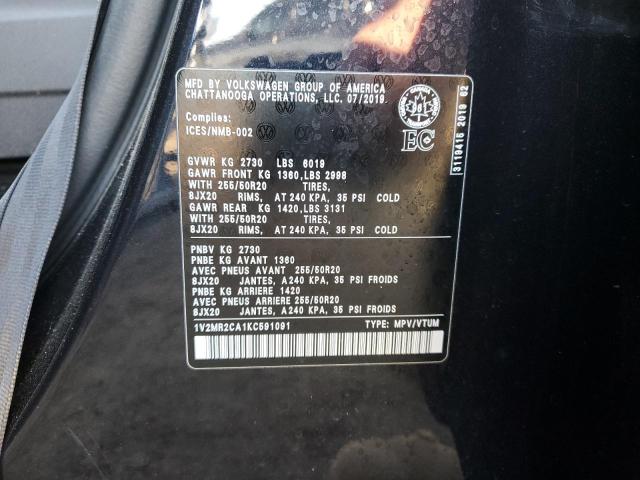 MFD BY VOLKSWAGEN GROUP OF AMERICA
CHATTANOOGA OPERATIONS, LLC. 07/2019.
Complies:
ICES/NMB-002
EC
3119416 2019 62
GVWR KG 2730 LBS 6019
GAWR FRONT KG 1360,LBS 2998
WITH 255/50R20 TIRES,
8JX20 RIMS, AT 240 KPA, 35 PSI COLD
GAWR REAR KG 1420,LBS 3131
WITH 255/50R20 TIRES,
8JX20 RIMS, AT 240 KPA, 35 PSI COLD
PNBV KG 2730
PNBE KG AVANT 1360
AVEC PNEUS AVANT 255/50R20
8JX20 JANTES, A 240 KPA, 35 PSI FROIDS
PNBE KG ARRIERE 1420
AVEC PNEUS ARRIERE 255/50R20
8JX20 JANTES, A 240 KPA, 35 PSI FROIDS
1V2MR2CA1KC591091 TYPE: MPV/VTUM